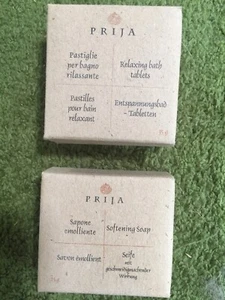 PRIJA
Pastiglie
per bagno
rilassante
Relaxing bath
tablets
Pastilles
pour bain
relaxant
Entspannungsbad
- Tabletten
PRIJA
Sapone
emolliente
Softening Soap
Savon émollient
Seife
mit
geschmeidigmachender
Wirkung